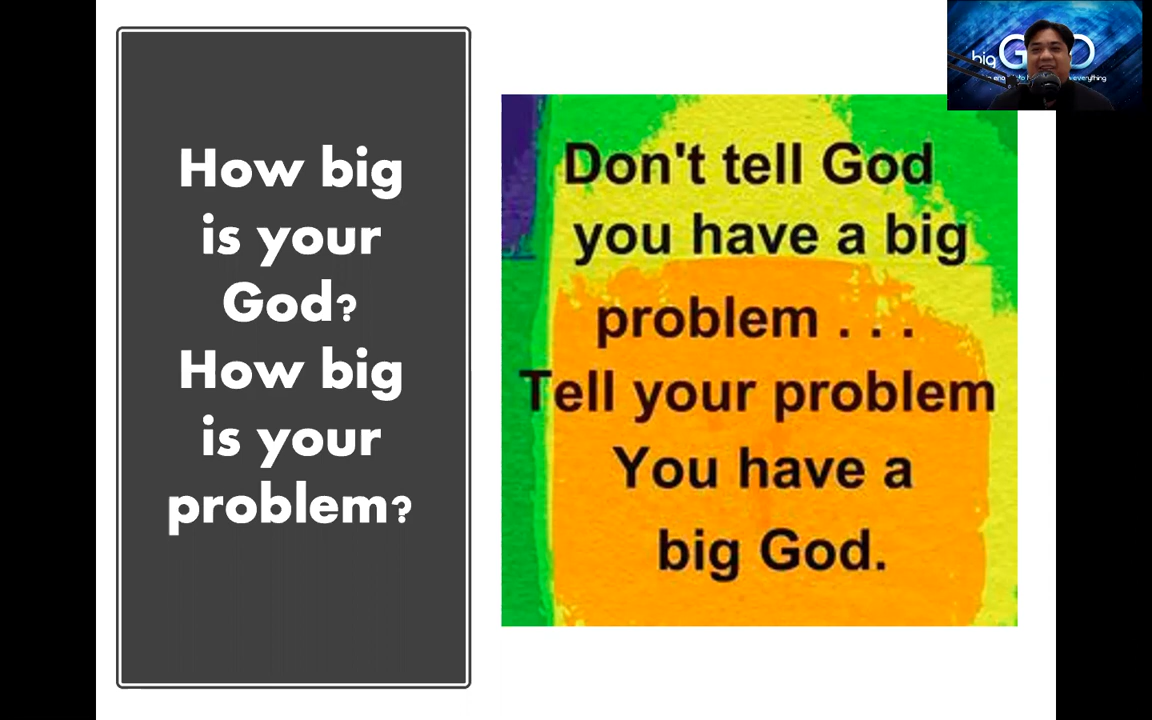 How big
is your
God?
How big
is your
problem?
Don't tell God
you have a big
problem . . .
Tell your problem
You have a
big God.
big
everything